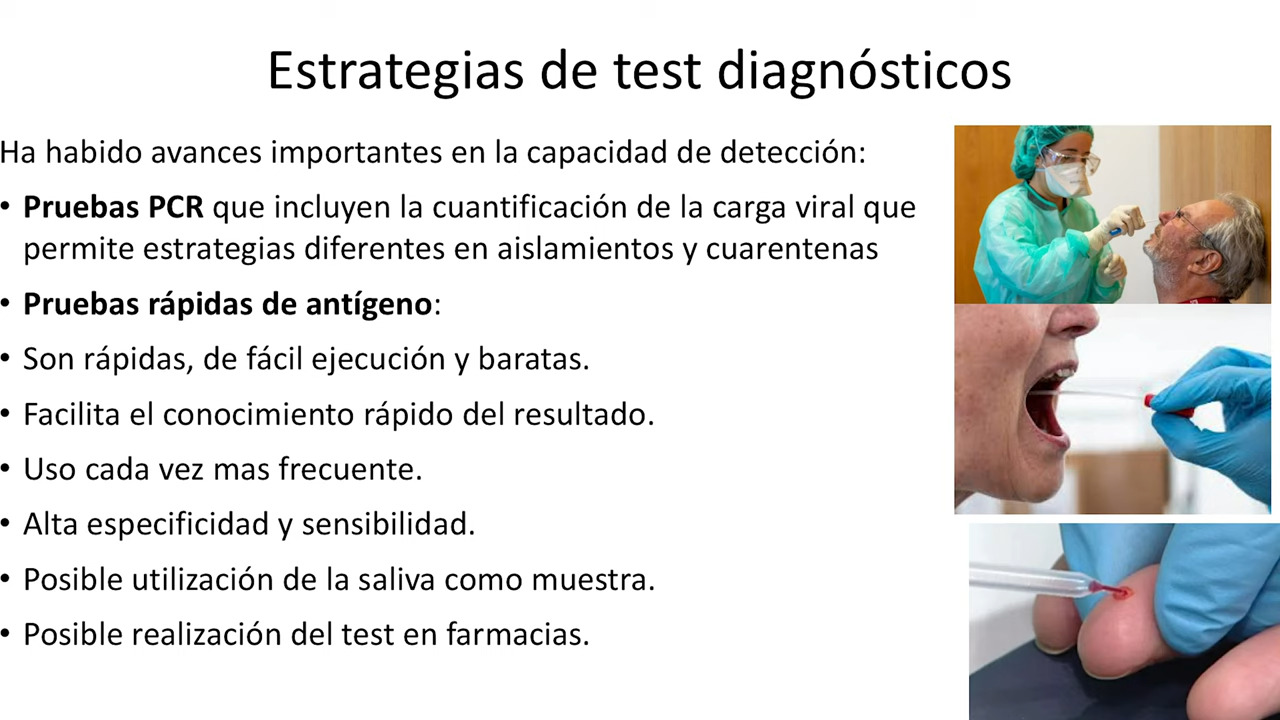 Estrategias de test diagnósticos
Ha habido avances importantes en la capacidad de detección:
• Pruebas PCR que incluyen la cuantificación de la carga viral que
permite estrategias diferentes en aislamientos y cuarentenas
• Pruebas rápidas de antígeno:
• Son rápidas, de fácil ejecución y baratas.
• Facilita el conocimiento rápido del resultado.
• Uso cada vez mas frecuente.
• Alta especificidad y sensibilidad.
• Posible utilización de la saliva como muestra.
• Posible realización del test en farmacias.